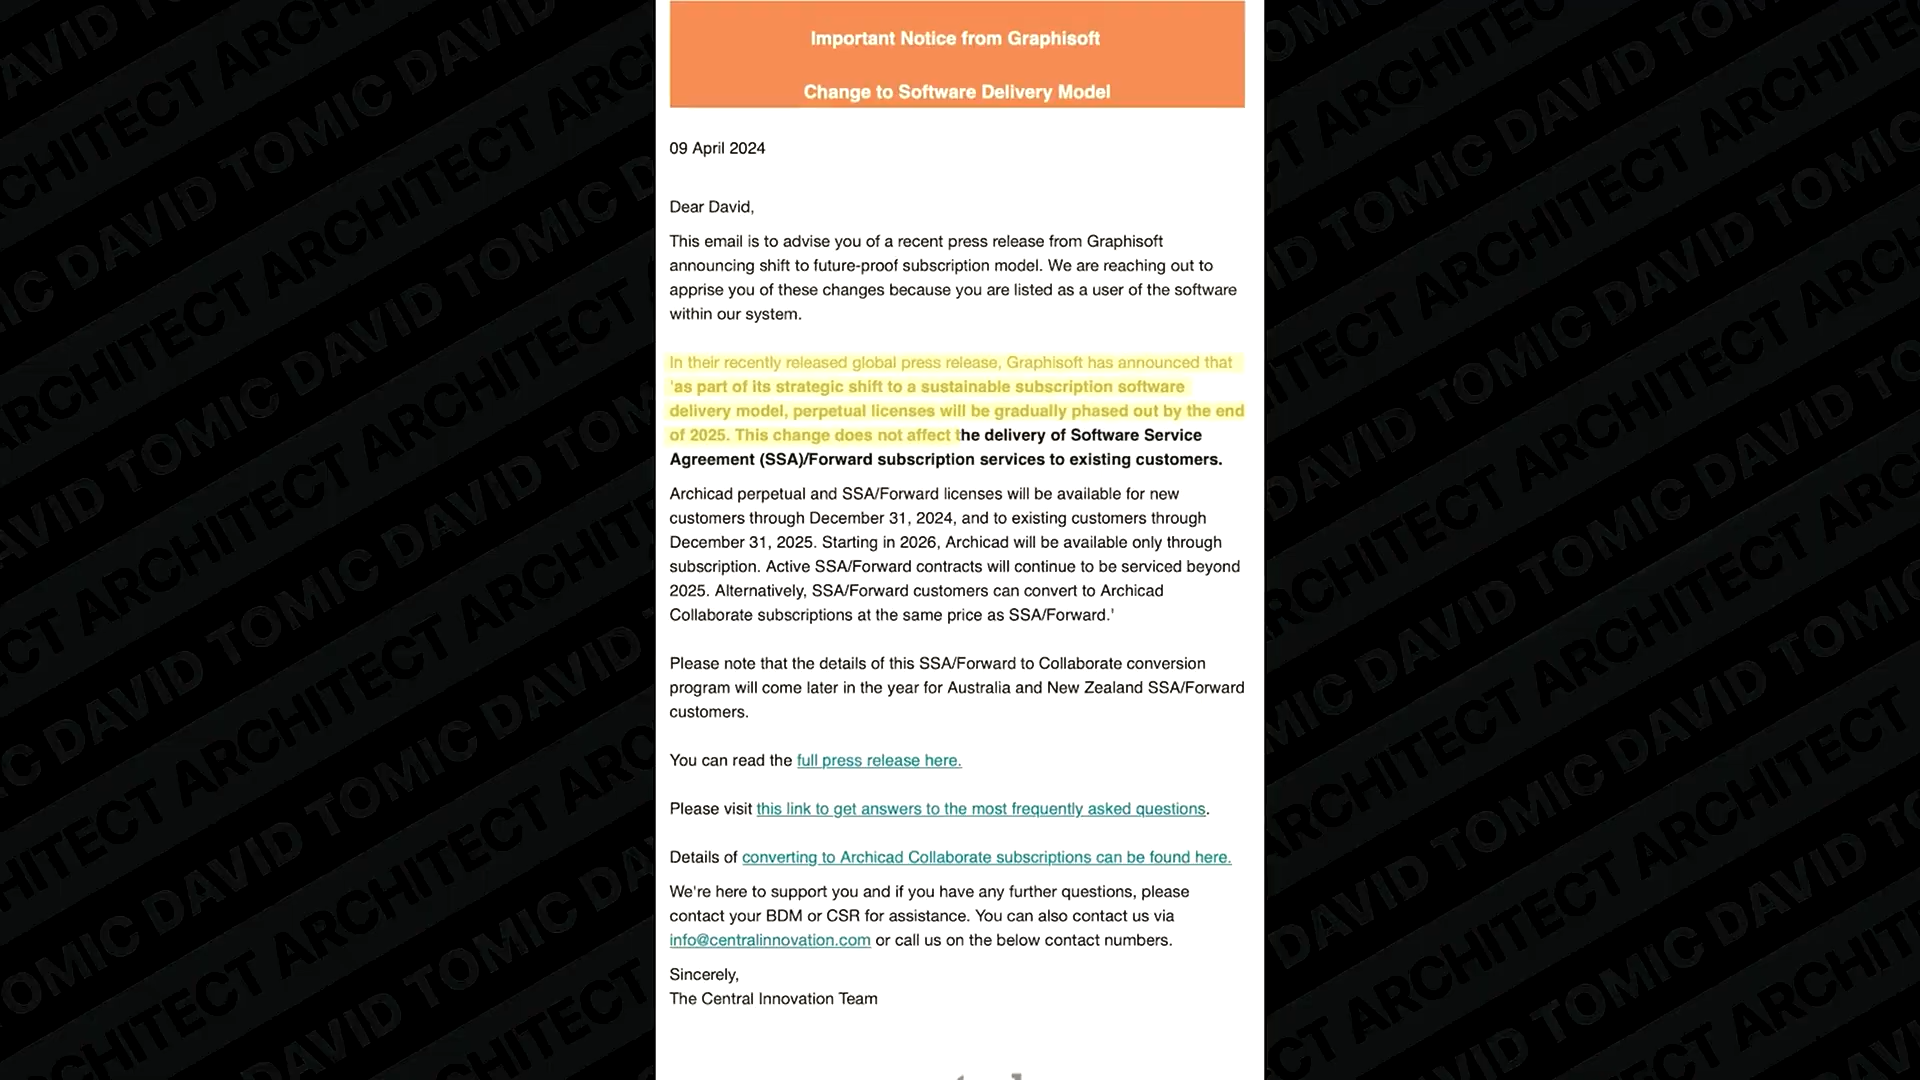 Important Notice from Graphisoft
Change to Software Delivery Model
09 April 2024
Dear David,
This email is to advise you of a recent press release from Graphisoft
announcing shift to future-proof subscription model. We are reaching out to
apprise you of these changes because you are listed as a user of the software
within our system.
In their recently released global press release, Graphisoft has announced that
'as part of its strategic shift to a sustainable subscription software
delivery model, perpetual licenses will be gradually phased out by the end
of 2025. This change does not affect the delivery of Software Service
Agreement (SSA)/Forward subscription services to existing customers.
Archicad perpetual and SSA/Forward licenses will be available for new
customers through December 31, 2024, and to existing customers through
December 31, 2025. Starting in 2026, Archicad will be available only through
subscription. Active SSA/Forward contracts will continue to be serviced beyond
2025. Alternatively, SSA/Forward customers can convert to Archicad
Collaborate subscriptions at the same price as SSA/Forward.'
Please note that the details of this SSA/Forward to Collaborate conversion
program will come later in the year for Australia and New Zealand SSA/Forward
customers.
You can read the full press release here.
Please visit this link to get answers to the most frequently asked questions.
Details of converting to Archicad Collaborate subscriptions can be found here.
We're here to support you and if you have any further questions, please
contact your BDM or CSR for assistance. You can also contact us via
info@centralinnovation.com or call us on the below contact numbers.
Sincerely,
The Central Innovation Team
DAVID TOMIC ARCHITECT